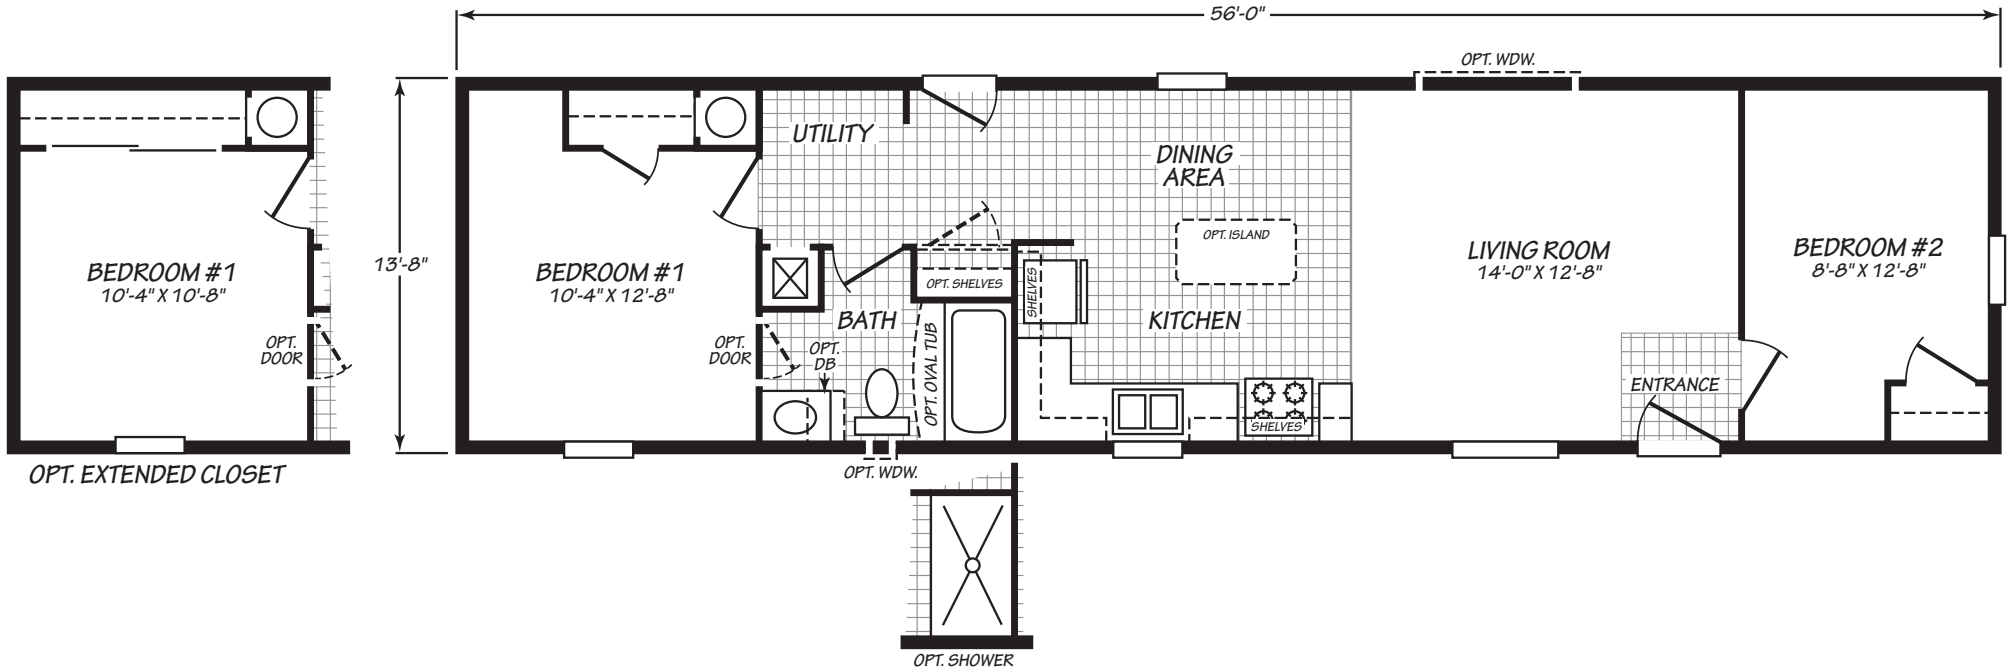 56'-0"
OPT. WDW.
13'-8"
BEDROOM #1
10'-4" X 10'-8"
OPT.
DOOR
OPT. EXTENDED CLOSET
BEDROOM #1
10'-4" X 12'-8"
OPT.
DOOR
UTILITY
BATH
OPT.
DB
OPT. SHELVES
OPT. OVAL TUB
OPT. WDW.
SHELVES
DINING
AREA
OPT. ISLAND
KITCHEN
SHELVES
LIVING ROOM
14'-0" X 12'-8"
ENTRANCE
BEDROOM #2
8'-8" X 12'-8"
OPT. SHOWER